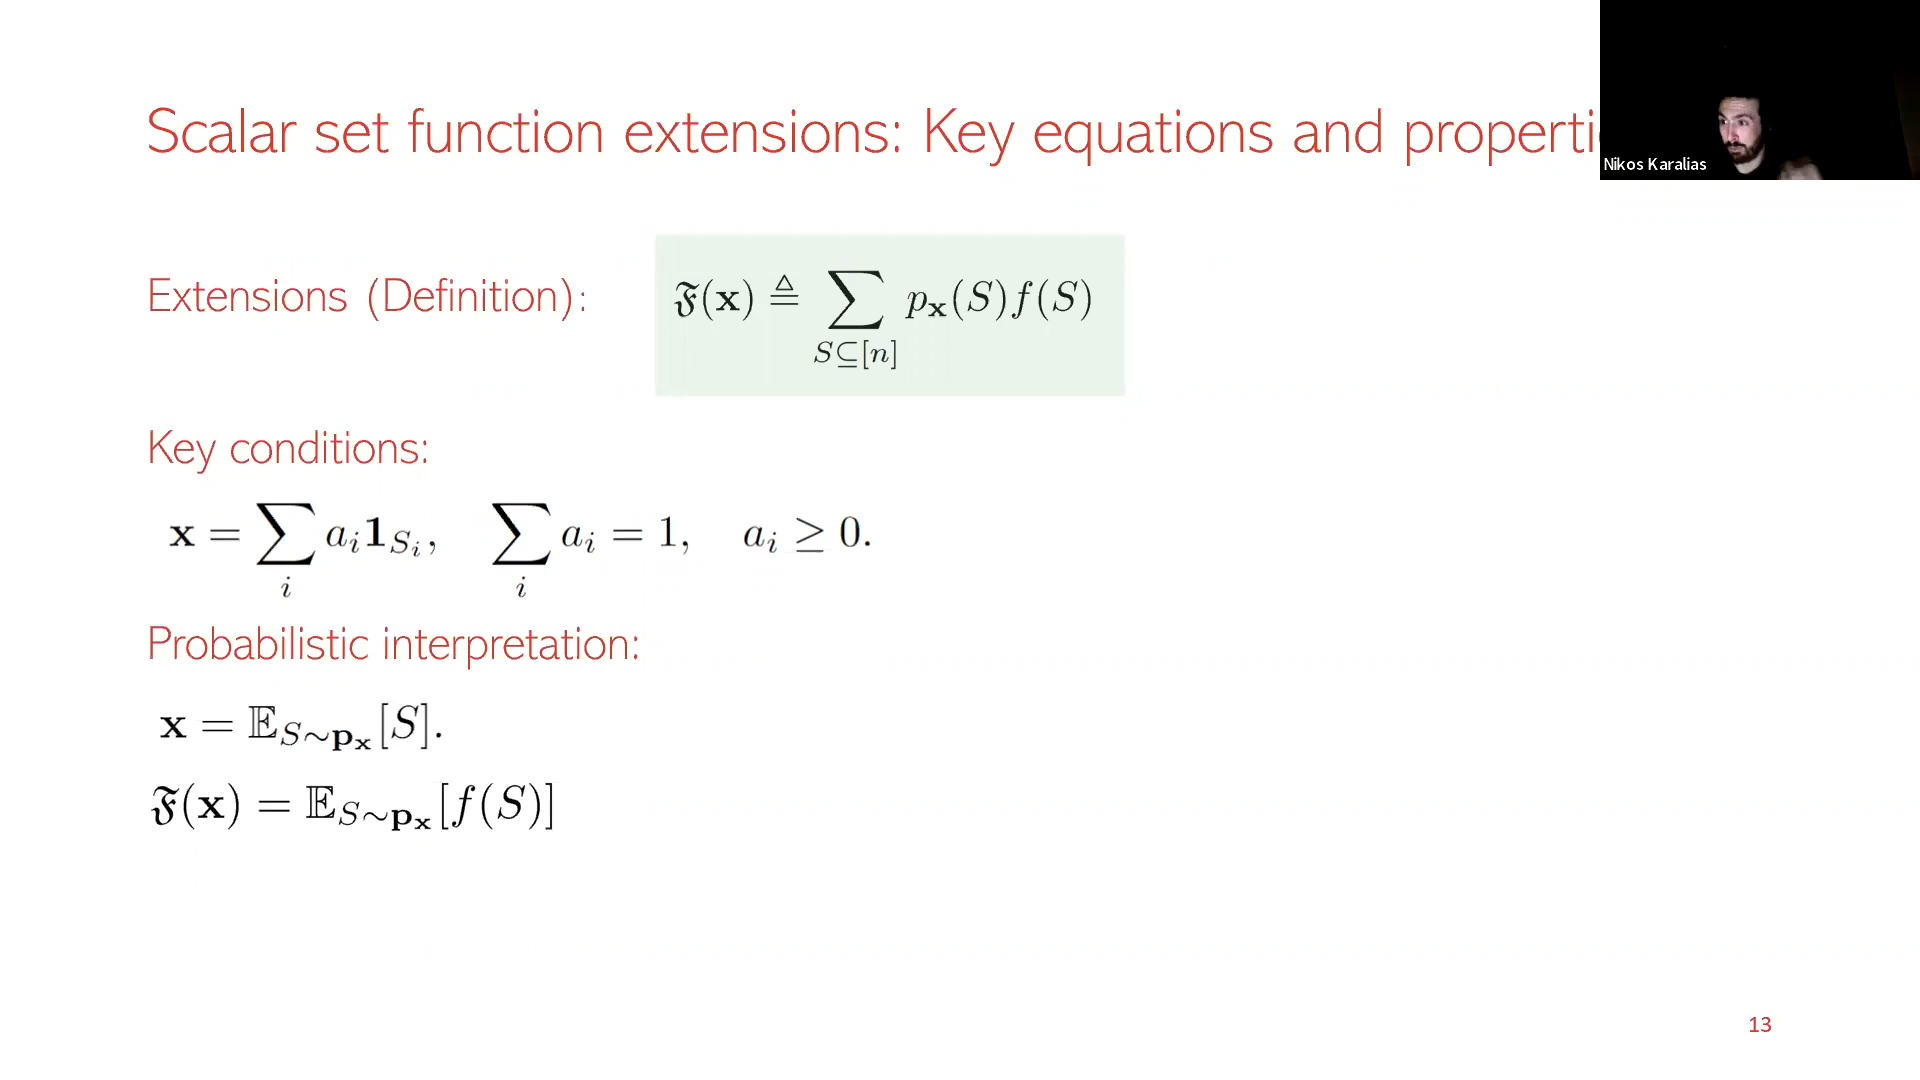 Scalar set function extensions: Key equations and properti
Nikos Karalias
Extensions (Definition): 𝔉(𝐱) ≜ ∑_{S⊆[n]} p_𝐱(S) f(S)
Key conditions:
𝐱 = ∑_i a_i 𝟏_{S_i}, ∑_i a_i = 1, a_i ≥ 0.
Probabilistic interpretation:
𝐱 = 𝔼_{S∼𝐩_𝐱}[S].
𝔉(𝐱) = 𝔼_{S∼𝐩_𝐱}[f(S)]
13